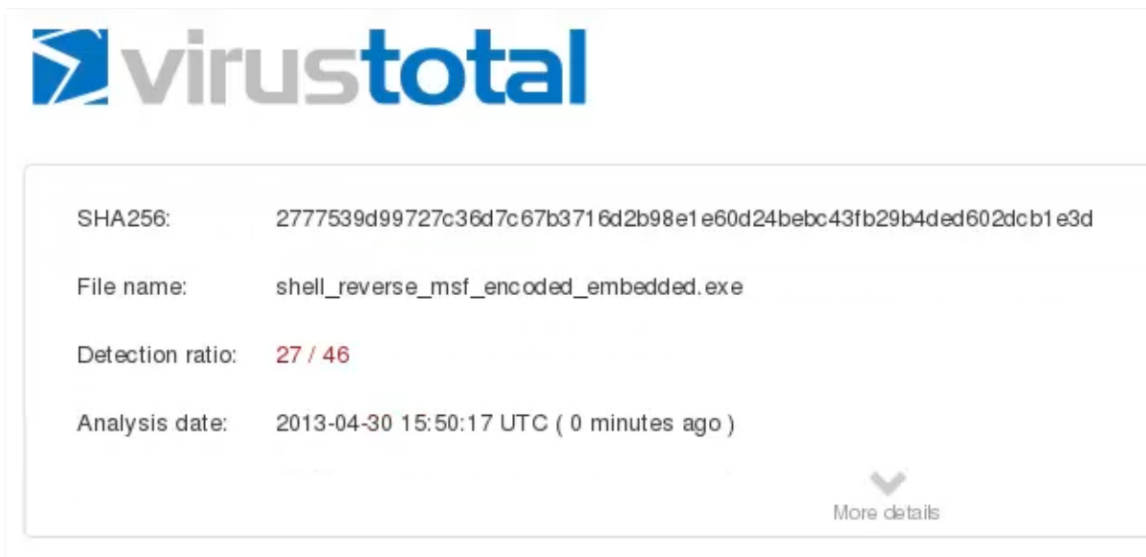 virustotal
SHA256: 2777539d99727c36d7c67b3716d2b98e1e60d24bebc43fb29b4ded602dcb1e3d
File name: shell_reverse_msf_encoded_embedded.exe
Detection ratio: 27 / 46
Analysis date: 2013-04-30 15:50:17 UTC ( 0 minutes ago )
More details